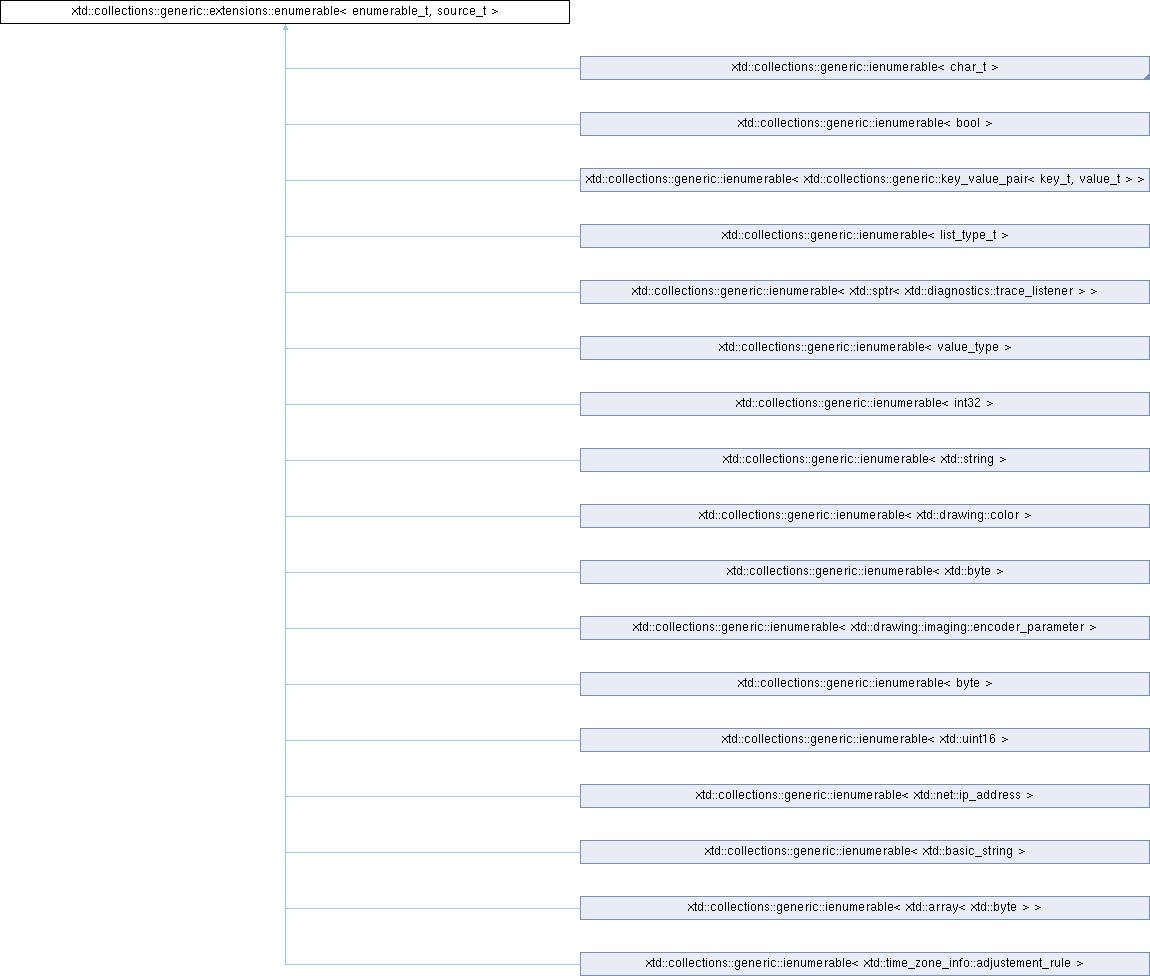 xtd::collections::generic::extensions::enumerable< enumerable_t, source_t >
xtd::collections::generic::ienumerable< char_t >
xtd::collections::generic::ienumerable< bool >
xtd::collections::generic::ienumerable< xtd::collections::generic::key_value_pair< key_t, value_t > >
xtd::collections::generic::ienumerable< list_type_t >
xtd::collections::generic::ienumerable< xtd::sptr< xtd::diagnostics::trace_listener > >
xtd::collections::generic::ienumerable< value_type >
xtd::collections::generic::ienumerable< int32 >
xtd::collections::generic::ienumerable< xtd::string >
xtd::collections::generic::ienumerable< xtd::drawing::color >
xtd::collections::generic::ienumerable< xtd::byte >
xtd::collections::generic::ienumerable< xtd::drawing::imaging::encoder_parameter >
xtd::collections::generic::ienumerable< byte >
xtd::collections::generic::ienumerable< xtd::uint16 >
xtd::collections::generic::ienumerable< xtd::net::ip_address >
xtd::collections::generic::ienumerable< xtd::basic_string >
xtd::collections::generic::ienumerable< xtd::array< xtd::byte > >
xtd::collections::generic::ienumerable< xtd::time_zone_info::adjustement_rule >